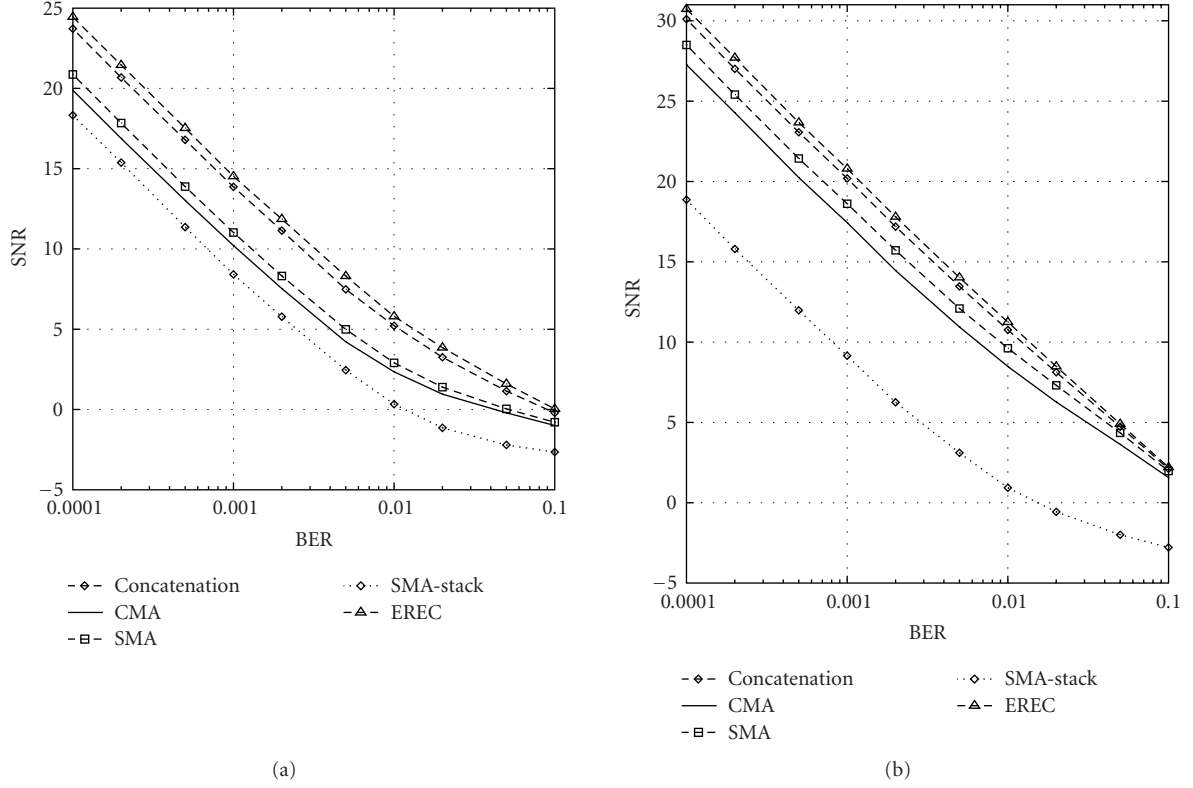 25
20
15
10
5
0
−5
SNR
0.0001
0.001
0.01
0.1
BER
Concatenation
CMA
SMA
SMA-stack
EREC
(a)
30
25
20
15
10
5
0
−5
SNR
0.0001
0.001
0.01
0.1
BER
Concatenation
CMA
SMA
SMA-stack
EREC
(b)